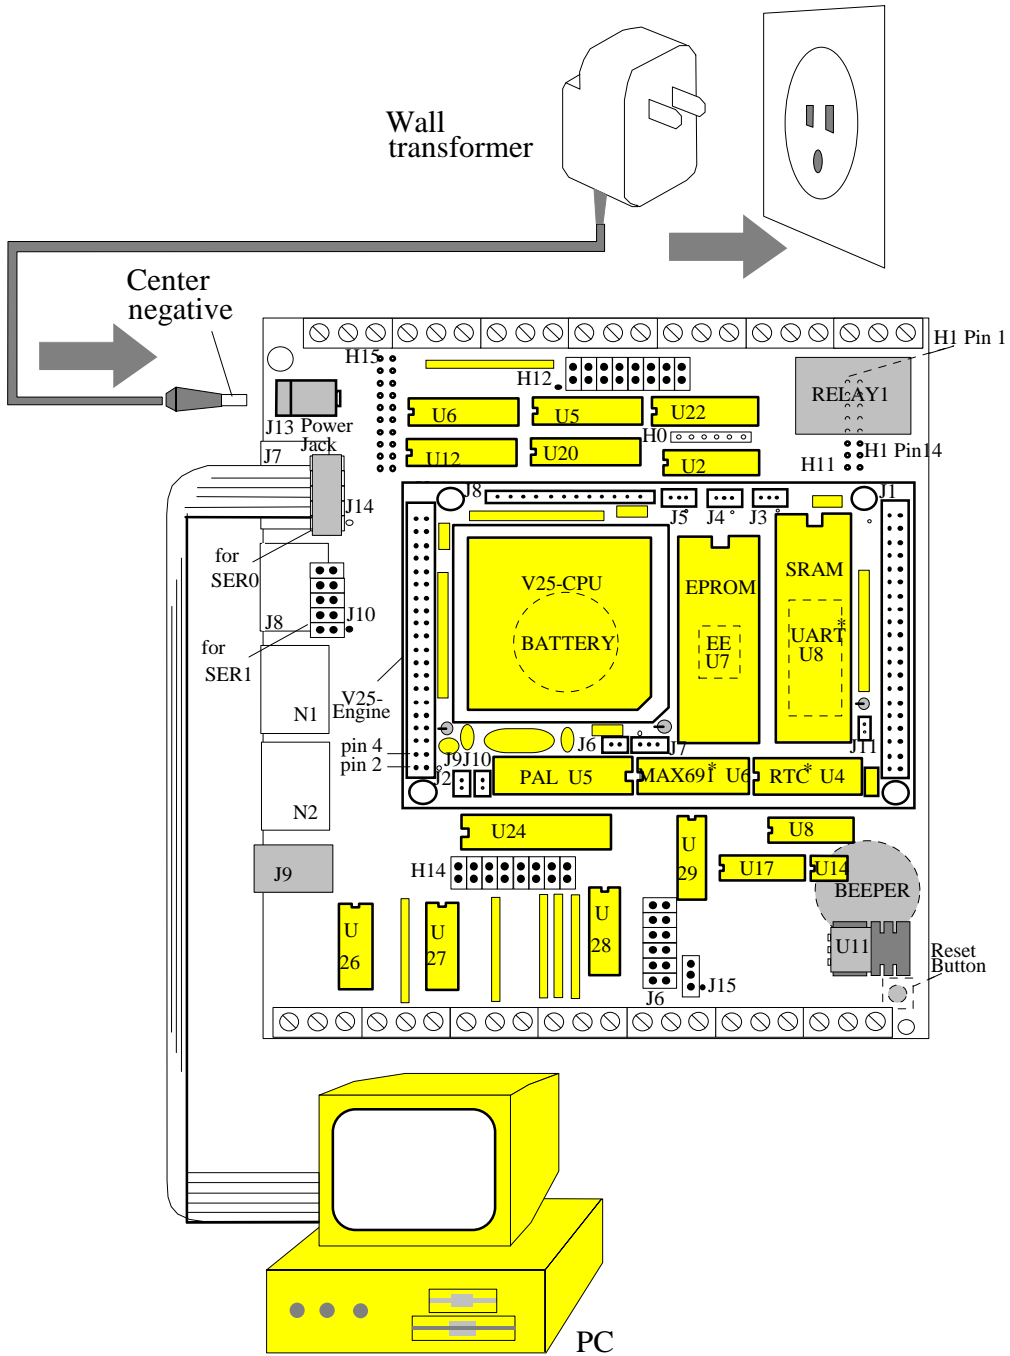 Wall
transformer
Center
negative
H1 Pin 1
H15
H12
RELAY1
J13
Power
Jack
U6
U5
U22
H0
H1 Pin14
H11
J7
U12
U20
U2
J14
J8
J5
J4
J3
J1
for
SER0
V25-CPU
EPROM
SRAM
J8
J10
BATTERY
EE
U7
UART*
U8
for
SER1
V25-
Engine
N1
pin 4
pin 2
J9
J10
J2
J6
J7
J11
PAL U5
MAX691* U6
RTC* U4
N2
U24
U8
H14
U
29
U17
U14
J9
BEEPER
U
26
U
27
U
28
U11
Reset
Button
J6
J15
PC